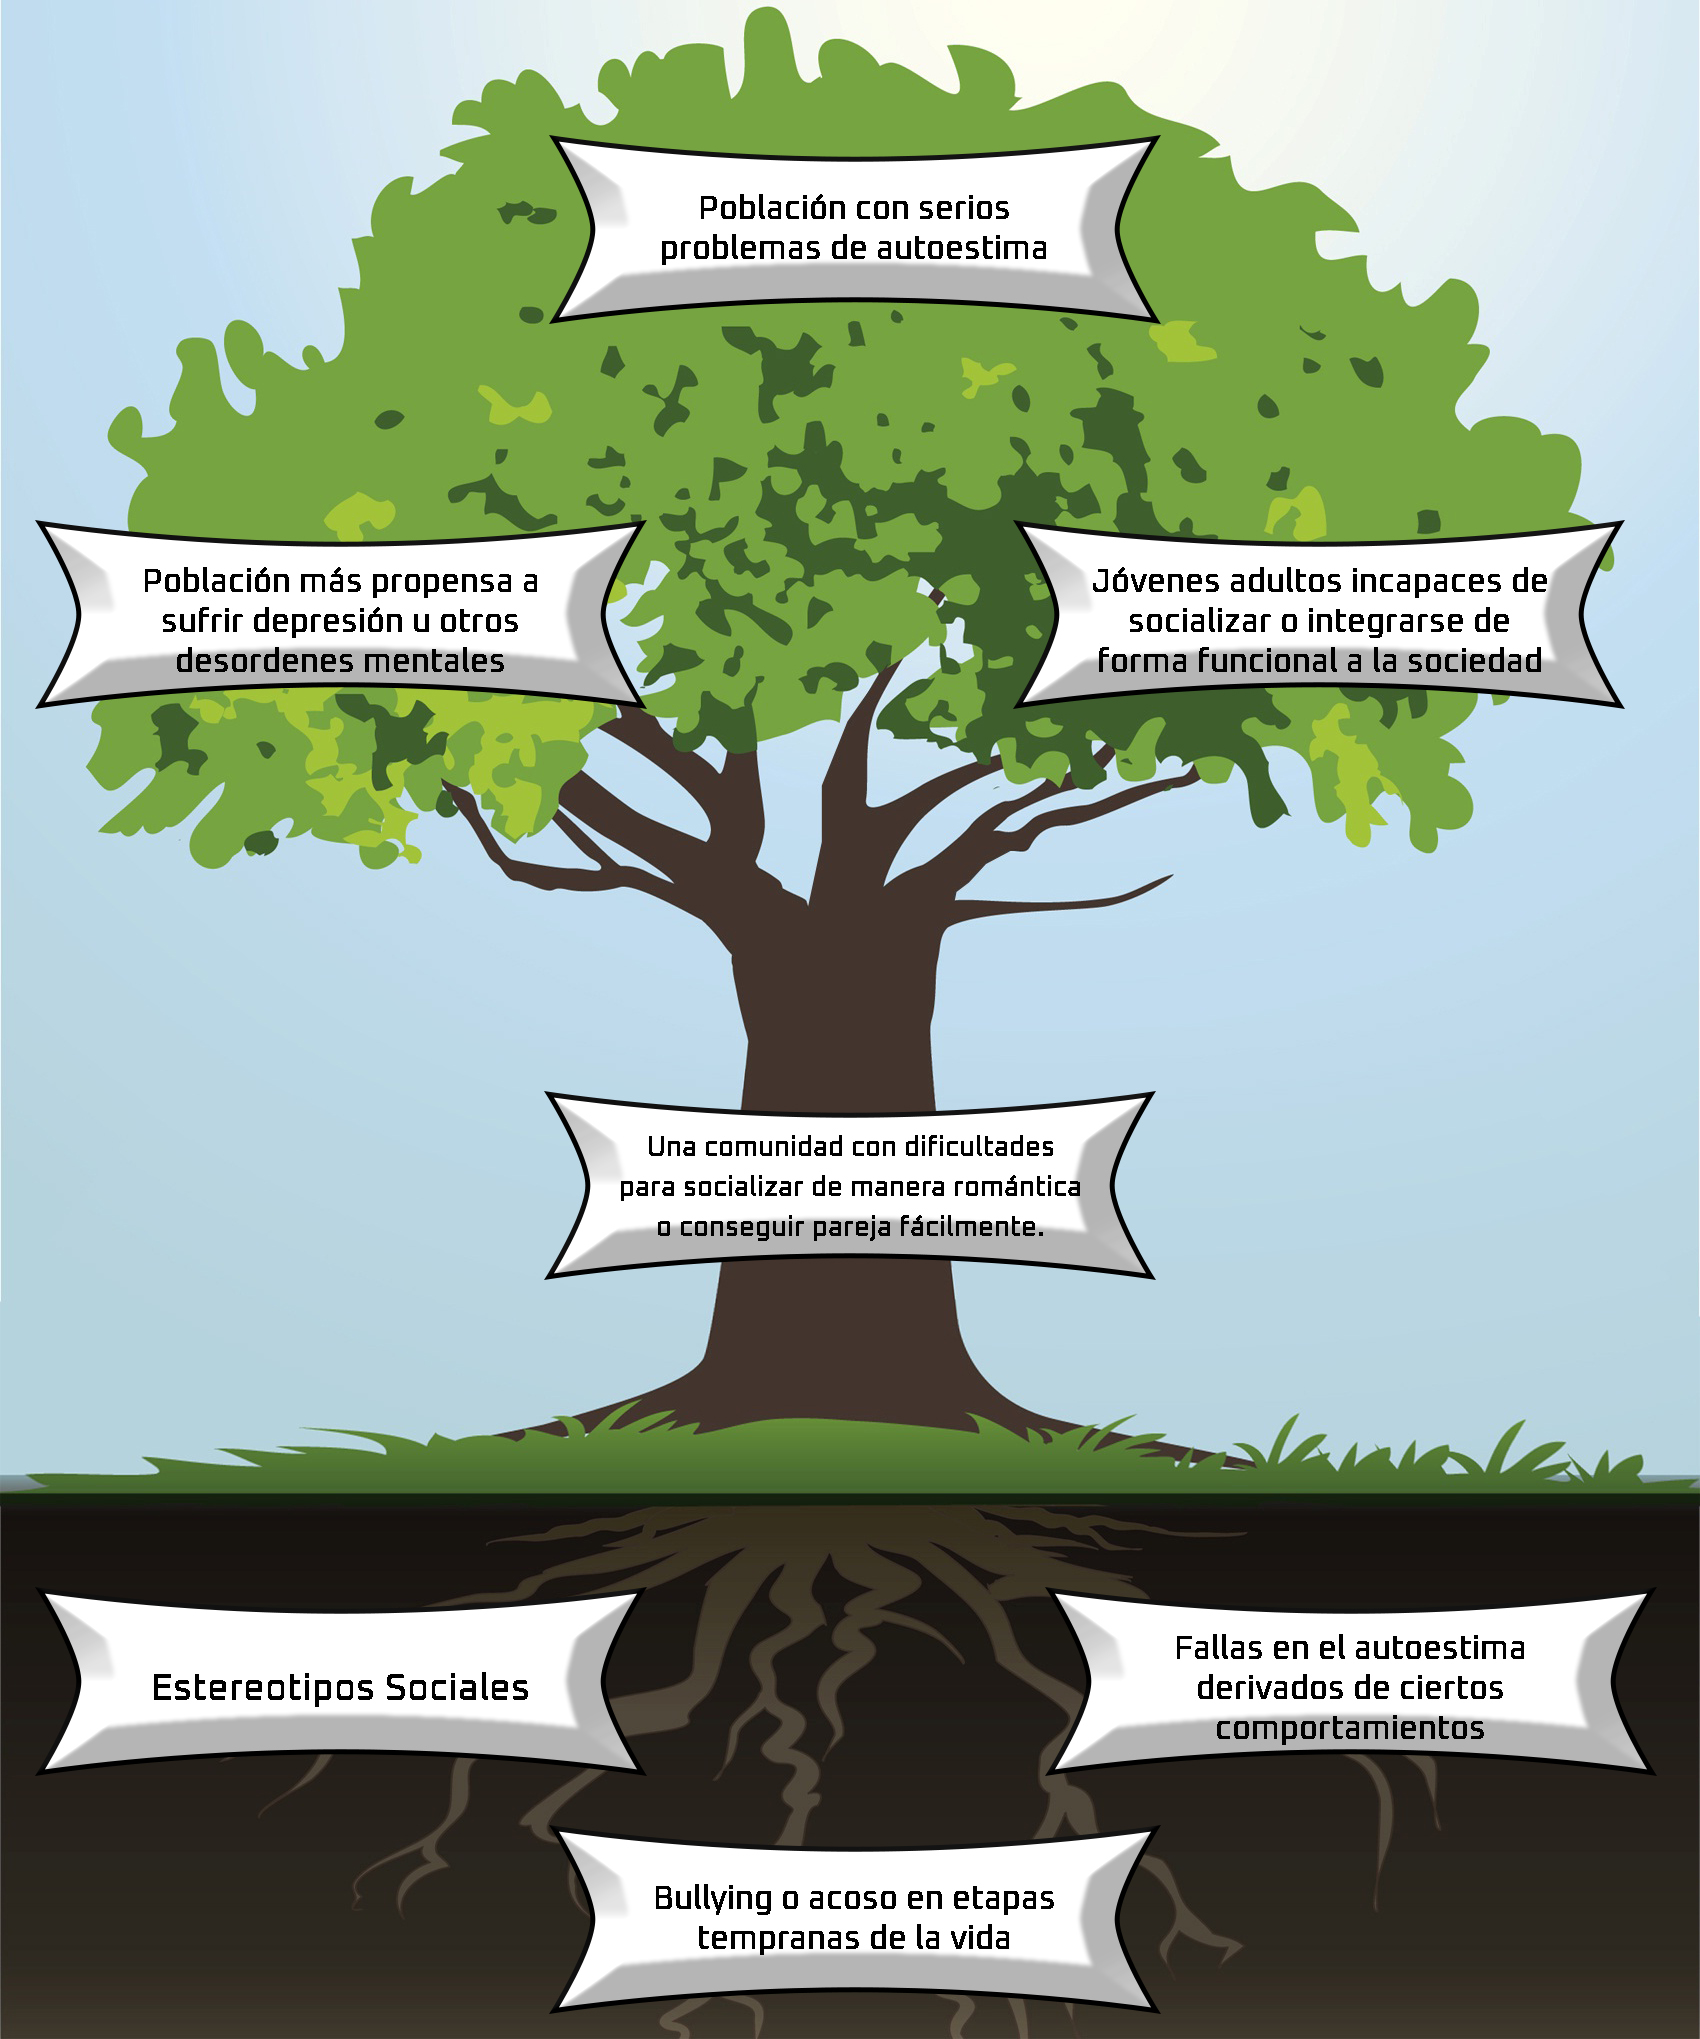 Población con serios
problemas de autoestima
Población más propensa a
sufrir depresión u otros
desordenes mentales
Jóvenes adultos incapaces de
socializar o integrarse de
forma funcional a la sociedad
Una comunidad con dificultades
para socializar de manera romántica
o conseguir pareja fácilmente.
Estereotipos Sociales
Fallas en el autoestima
derivados de ciertos
comportamientos
Bullying o acoso en etapas
tempranas de la vida